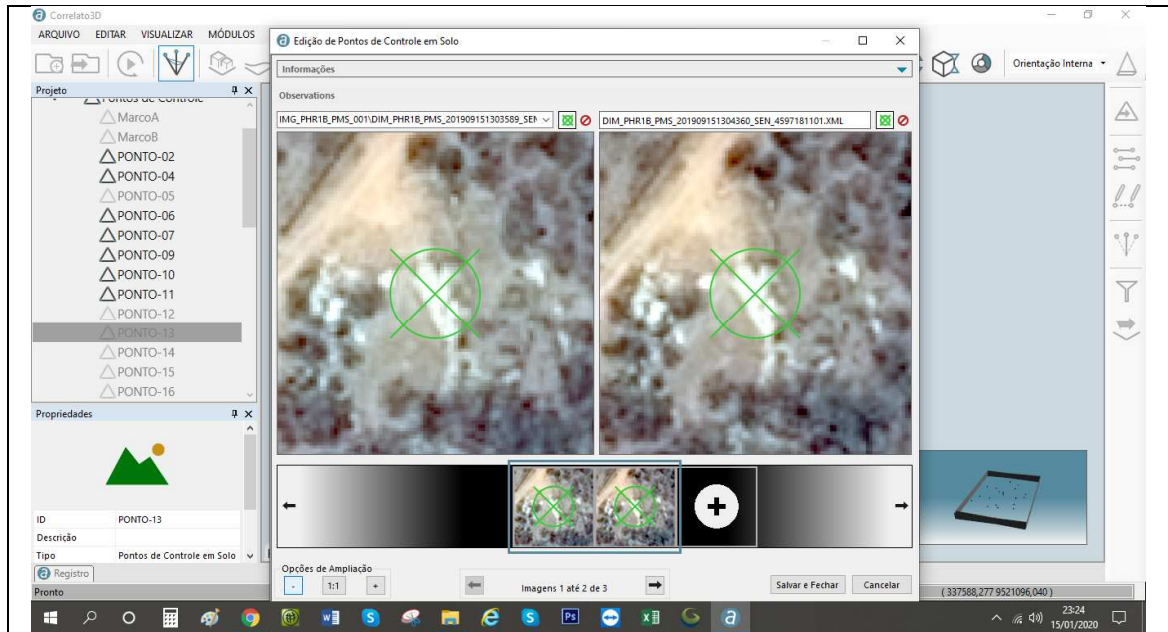 Correlato3D
ARQUIVO EDITAR VISUALIZAR MÓDULOS
Edição de Pontos de Controle em Solo
Informações
Orientação Interna
Projeto
Observations
Pontos de Controle
IMG_PHR1B_PMS_001\DIM_PHR1B_PMS_201909151303589_SEN
DIM_PHR1B_PMS_201909151304360_SEN_4597181101.XML
MarcoA
MarcoB
PONTO-02
PONTO-04
PONTO-05
PONTO-06
PONTO-07
PONTO-09
PONTO-10
PONTO-11
PONTO-12
PONTO-13
PONTO-14
PONTO-15
PONTO-16
Propriedades
ID PONTO-13
Descrição
Tipo Pontos de Controle em Solo
Registro
Pronto
Opções de Ampliação
- 1:1 +
Imagens 1 até 2 de 3
Salvar e Fechar Cancelar
( 337588,277 9521096,040 )
23:24
15/01/2020